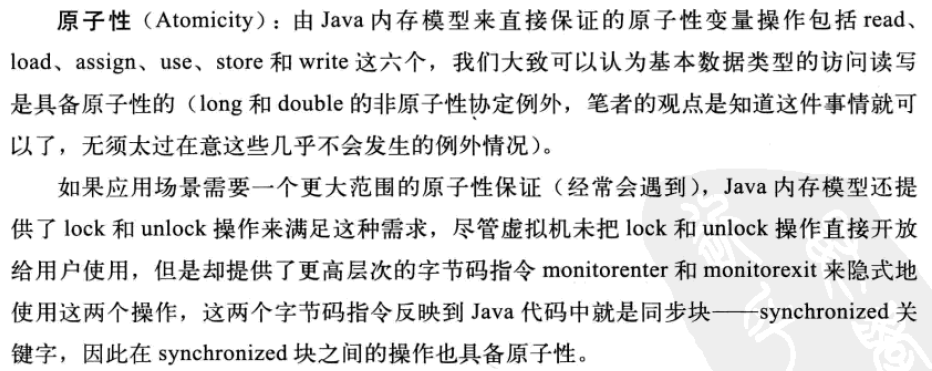 原子性（Atomicity）：由 Java 内存模型来直接保证的原子性变量操作包括 read、
load、assign、use、store 和 write 这六个，我们大致可以认为基本数据类型的访问读写
是具备原子性的（long 和 double 的非原子性协定例外，笔者的观点是知道这件事情就可
以了，无须太过在意这些几乎不会发生的例外情况）。
如果应用场景需要一个更大范围的原子性保证（经常会遇到），Java 内存模型还提
供了 lock 和 unlock 操作来满足这种需求，尽管虚拟机未把 lock 和 unlock 操作直接开放
给用户使用，但是却提供了更高层次的字节码指令 monitorenter 和 monitorexit 来隐式地
使用这两个操作，这两个字节码指令反映到 Java 代码中就是同步块——synchronized 关
键字，因此在 synchronized 块之间的操作也具备原子性。